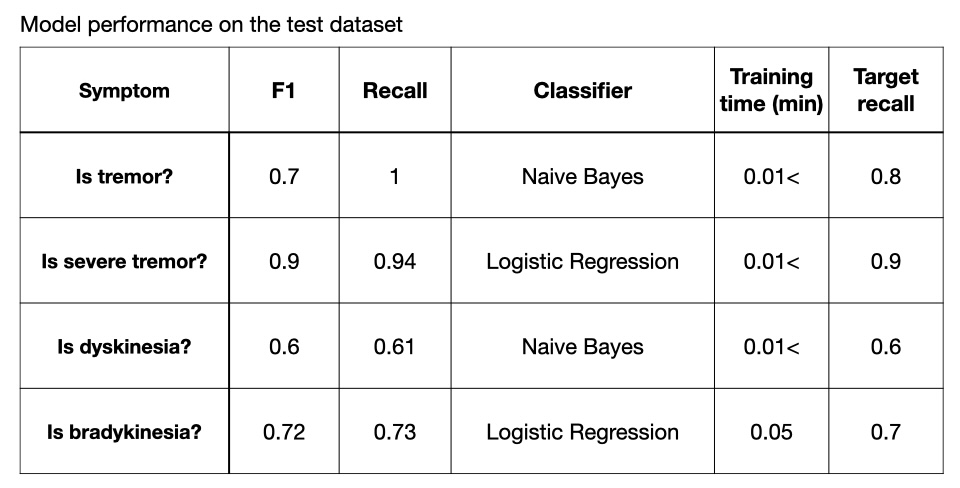 Model performance on the test dataset
Symptom F1 Recall Classifier Training time (min) Target recall
Is tremor? 0.7 1 Naive Bayes 0.01< 0.8
Is severe tremor? 0.9 0.94 Logistic Regression 0.01< 0.9
Is dyskinesia? 0.6 0.61 Naive Bayes 0.01< 0.6
Is bradykinesia? 0.72 0.73 Logistic Regression 0.05 0.7